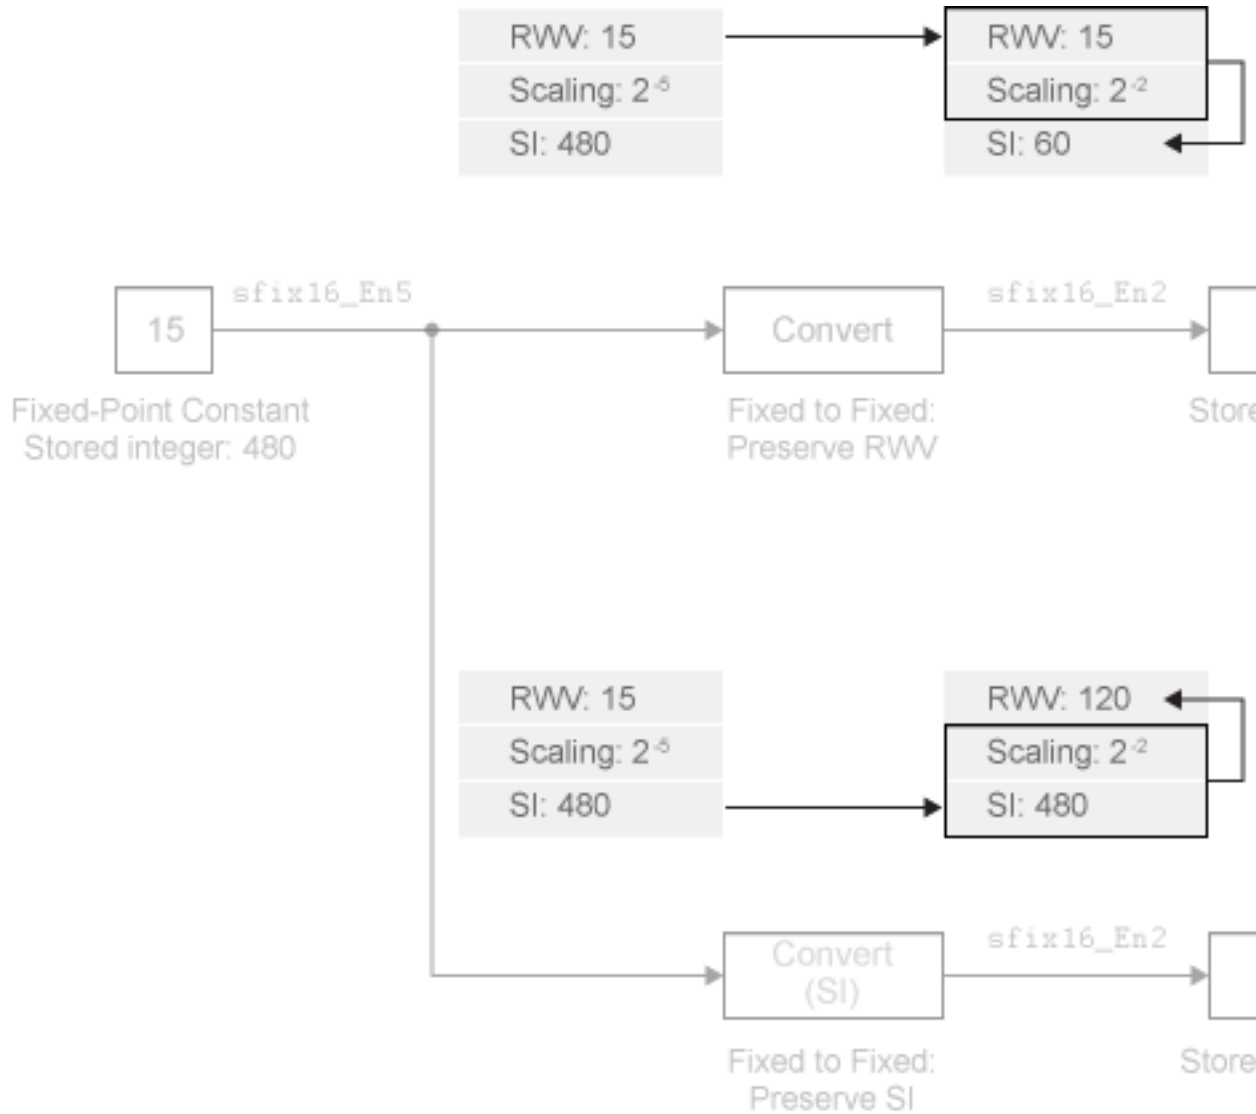 RWV: 15
Scaling: 2^-5
SI: 480
RWV: 15
Scaling: 2^-2
SI: 60
sfix16_En5
sfix16_En2
15
Convert
Fixed-Point Constant
Stored integer: 480
Fixed to Fixed:
Preserve RWV
Store
RWV: 15
Scaling: 2^-5
SI: 480
RWV: 120
Scaling: 2^-2
SI: 480
sfix16_En2
Convert
(SI)
Fixed to Fixed:
Preserve SI
Store